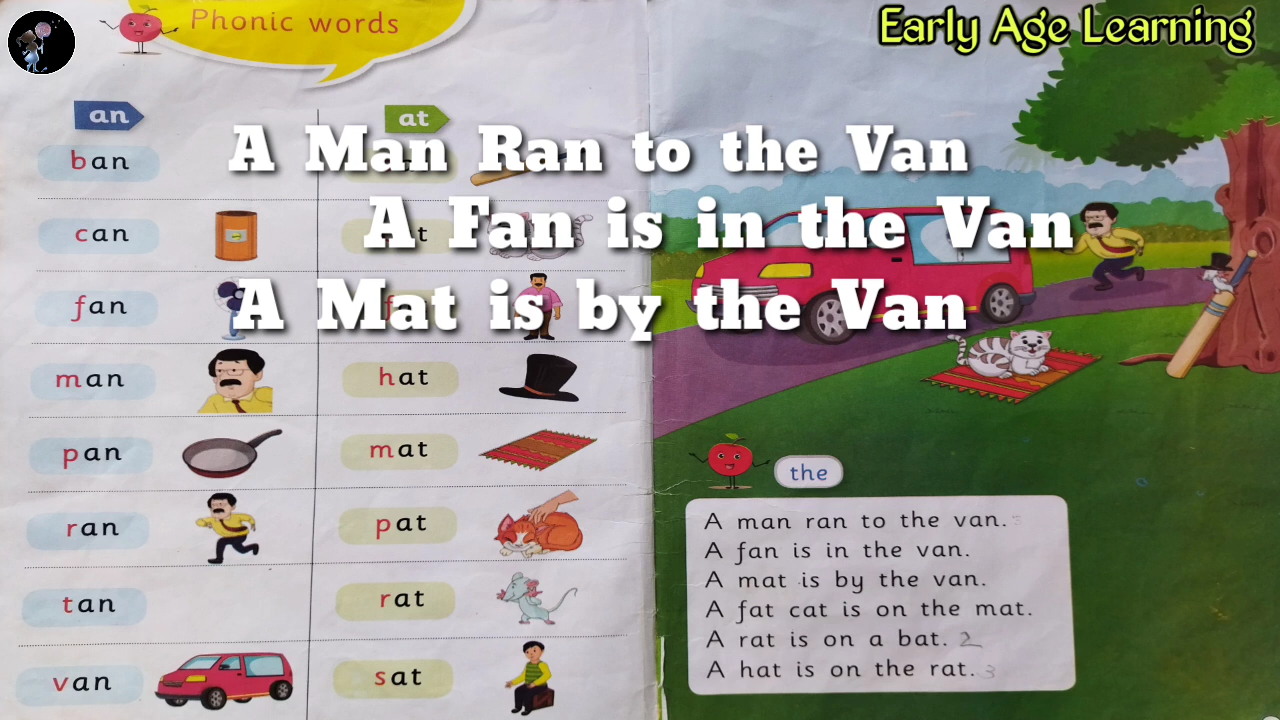 Phonic words
Early Age Learning
an
at
A Man Ran to the Van
A Fan is in the Van
A Mat is by the Van
ban
can
fan
man
pan
ran
tan
van
hat
mat
pat
rat
sat
the
A man ran to the van.
A fan is in the van.
A mat is by the van.
A fat cat is on the mat.
A rat is on a bat. 2
A hat is on the rat. 3